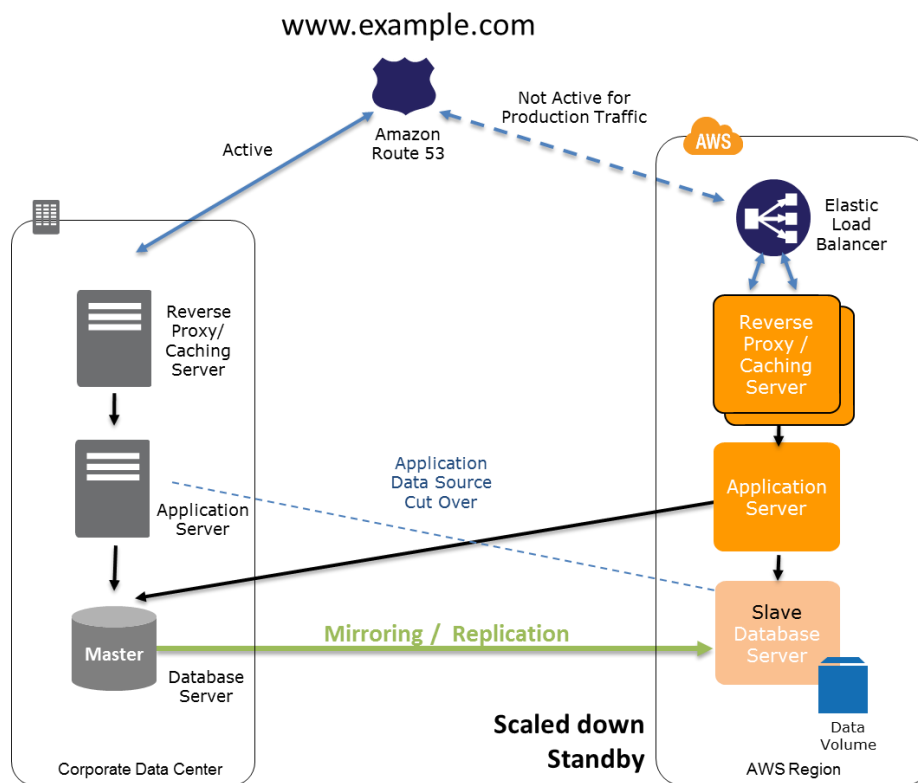 www.example.com
Amazon
Route 53
Active
Not Active for
Production Traffic
AWS
Elastic
Load
Balancer
Reverse
Proxy/
Caching
Server
Reverse
Proxy /
Caching
Server
Application
Server
Application
Data Source
Cut Over
Application
Server
Master
Database
Server
Mirroring / Replication
Slave
Database
Server
Data
Volume
Scaled down
Standby
Corporate Data Center
AWS Region